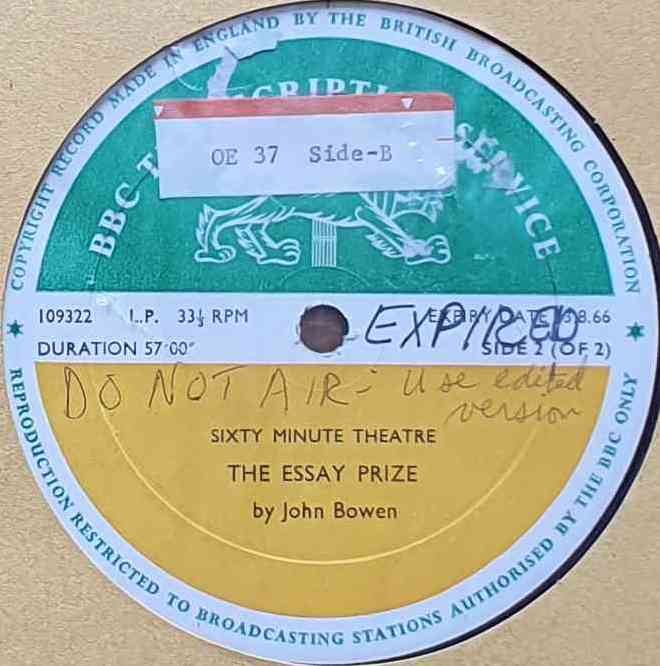 COPYRIGHT RECORD MADE IN ENGLAND BY THE BRITISH BROADCASTING CORPORATION
BBC SERVICE
OE 37 Side-B
109322 L.P. 33⅓ RPM
DURATION 57'00"
EXPIRY DATE
SIDE 2 (OF 2)
EXPIRED
DO NOT AIR - Use edited
version
SIXTY MINUTE THEATRE
THE ESSAY PRIZE
by John Bowen
REPRODUCTION RESTRICTED TO BROADCASTING STATIONS AUTHORISED BY THE BBC ONLY